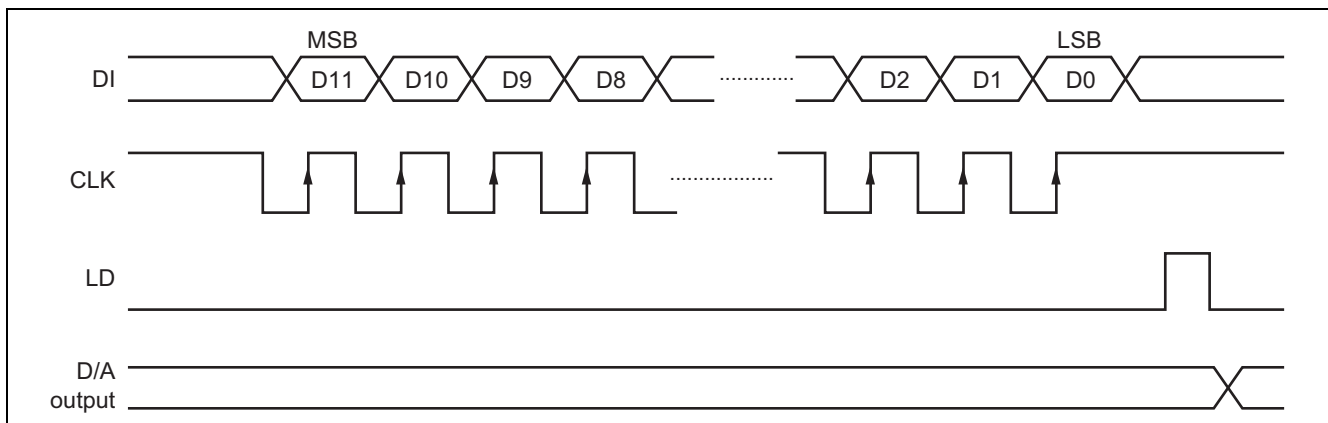 MSB LSB
DI D11 D10 D9 D8 D2 D1 D0
CLK
LD
D/A
output